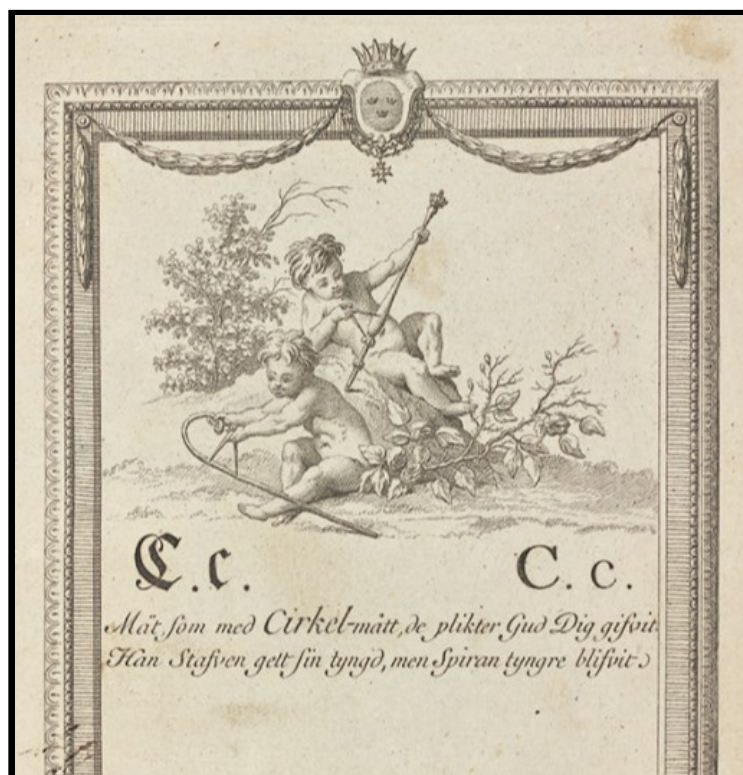 C. c. C. c.
Mät, som med Cirkel-mått, de plikter Gud Dig gifvit.
Han Stafven gett sin tyngd, men Spiran tyngre blifvit.